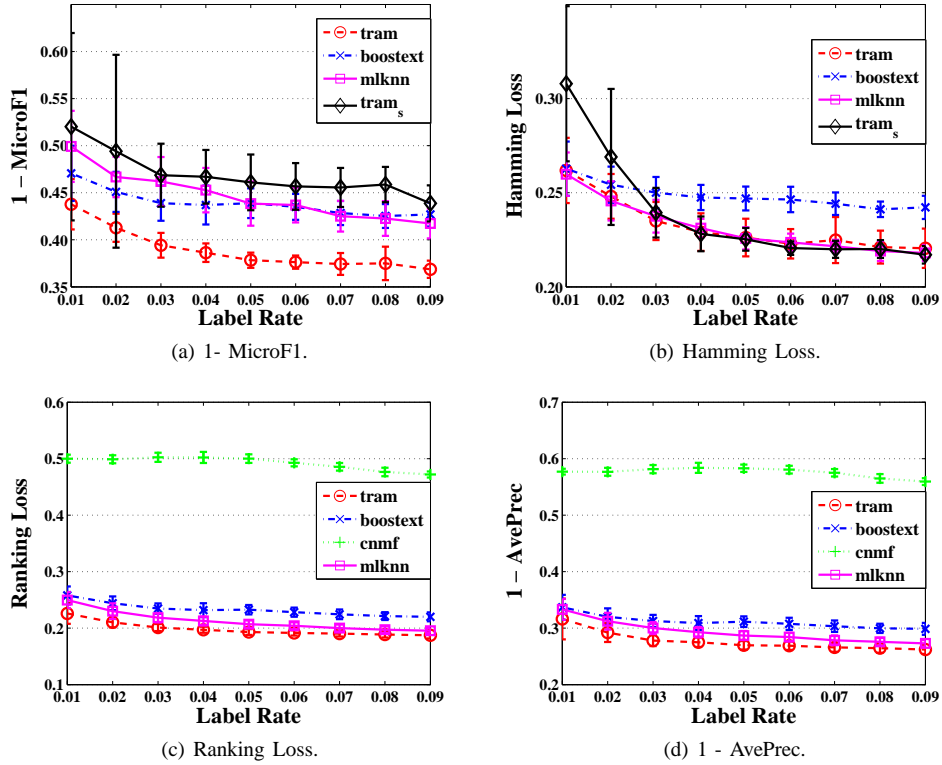 0.60
0.55
0.50
0.45
0.40
0.35
1 − MicroF1
tram
boostext
mlknn
tram_s
0.01 0.02 0.03 0.04 0.05 0.06 0.07 0.08 0.09
Label Rate
(a) 1- MicroF1.
0.30
0.25
0.20
Hamming Loss
tram
boostext
mlknn
tram_s
0.01 0.02 0.03 0.04 0.05 0.06 0.07 0.08 0.09
Label Rate
(b) Hamming Loss.
0.6
0.5
0.4
0.3
0.2
0.1
Ranking Loss
tram
boostext
cnmf
mlknn
0.01 0.02 0.03 0.04 0.05 0.06 0.07 0.08 0.09
Label Rate
(c) Ranking Loss.
0.7
0.6
0.5
0.4
0.3
0.2
1 − AvePrec
tram
boostext
cnmf
mlknn
0.01 0.02 0.03 0.04 0.05 0.06 0.07 0.08 0.09
Label Rate
(d) 1 - AvePrec.